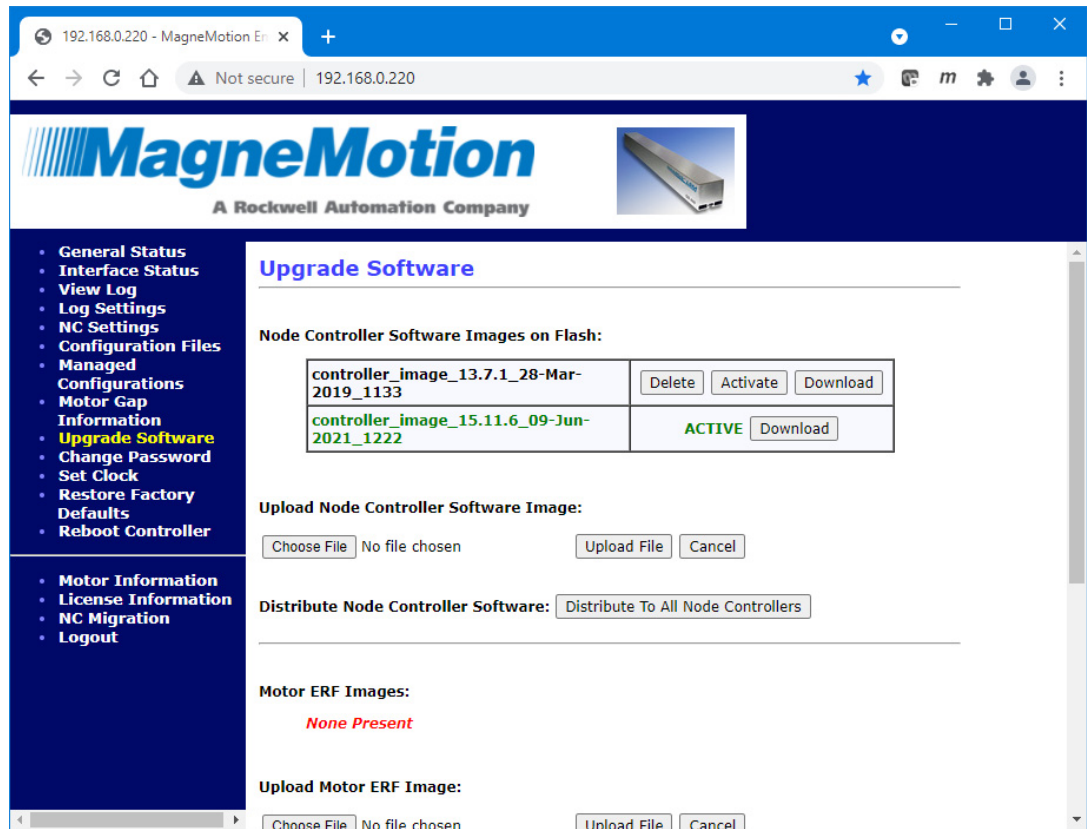 192.168.0.220 - MagneMotion En
Not secure | 192.168.0.220
m
MagneMotion
A Rockwell Automation Company
General Status
Interface Status
View Log
Log Settings
NC Settings
Configuration Files
Managed
Configurations
Motor Gap
Information
Upgrade Software
Change Password
Set Clock
Restore Factory
Defaults
Reboot Controller
Motor Information
License Information
NC Migration
Logout
Upgrade Software
Node Controller Software Images on Flash:
controller_image_13.7.1_28-Mar-
2019_1133
Delete Activate Download
controller_image_15.11.6_09-Jun-
2021_1222
ACTIVE Download
Upload Node Controller Software Image:
Choose File No file chosen Upload File Cancel
Distribute Node Controller Software: Distribute To All Node Controllers
Motor ERF Images:
None Present
Upload Motor ERF Image:
Choose File No file chosen Upload File Cancel